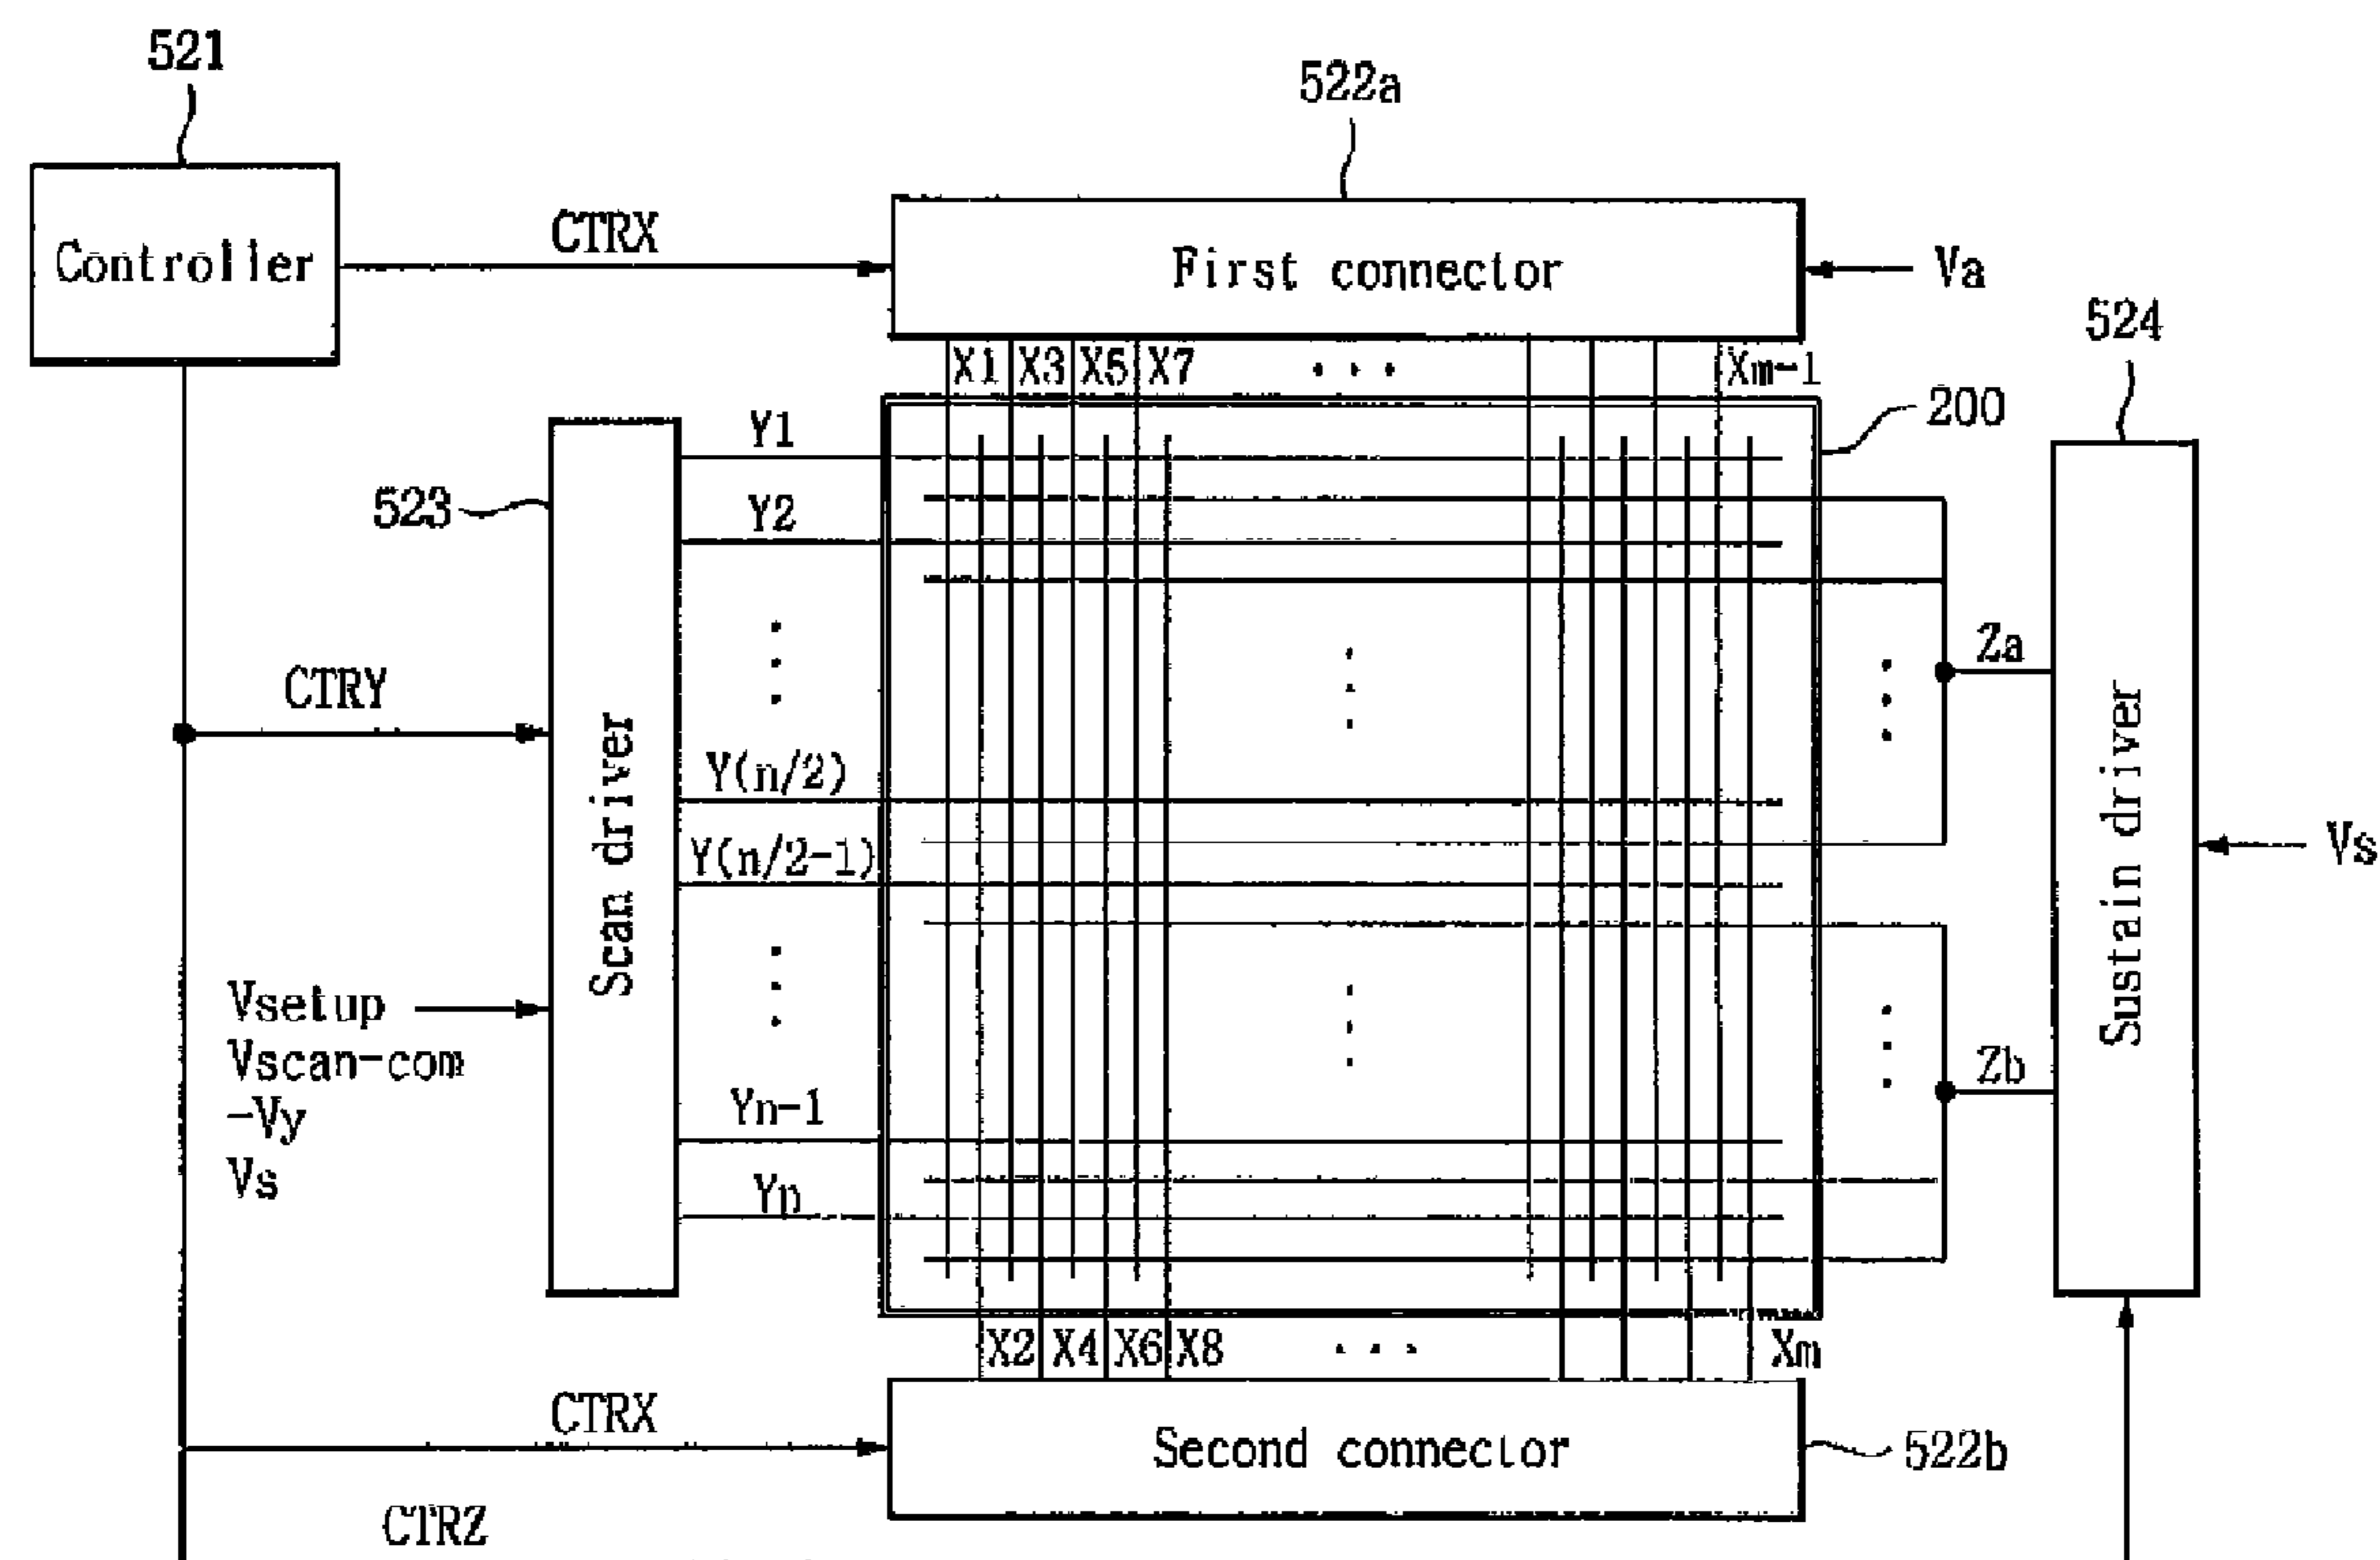 521
522a
Controller
CTRX
First connector
Va
524
X1 X3 X5 X7 Xm-1
200
Y1
523
Y2
Za
CTRY
Scan driver
Sustain driver
Y(n/2)
Y(n/2-1)
Vs
Vsetup
Vscan-com
-Vy
Vs
Zb
Yn-1
Yn
X2 X4 X6 X8 Xm
CTRX
Second connector
522b
CTRZ